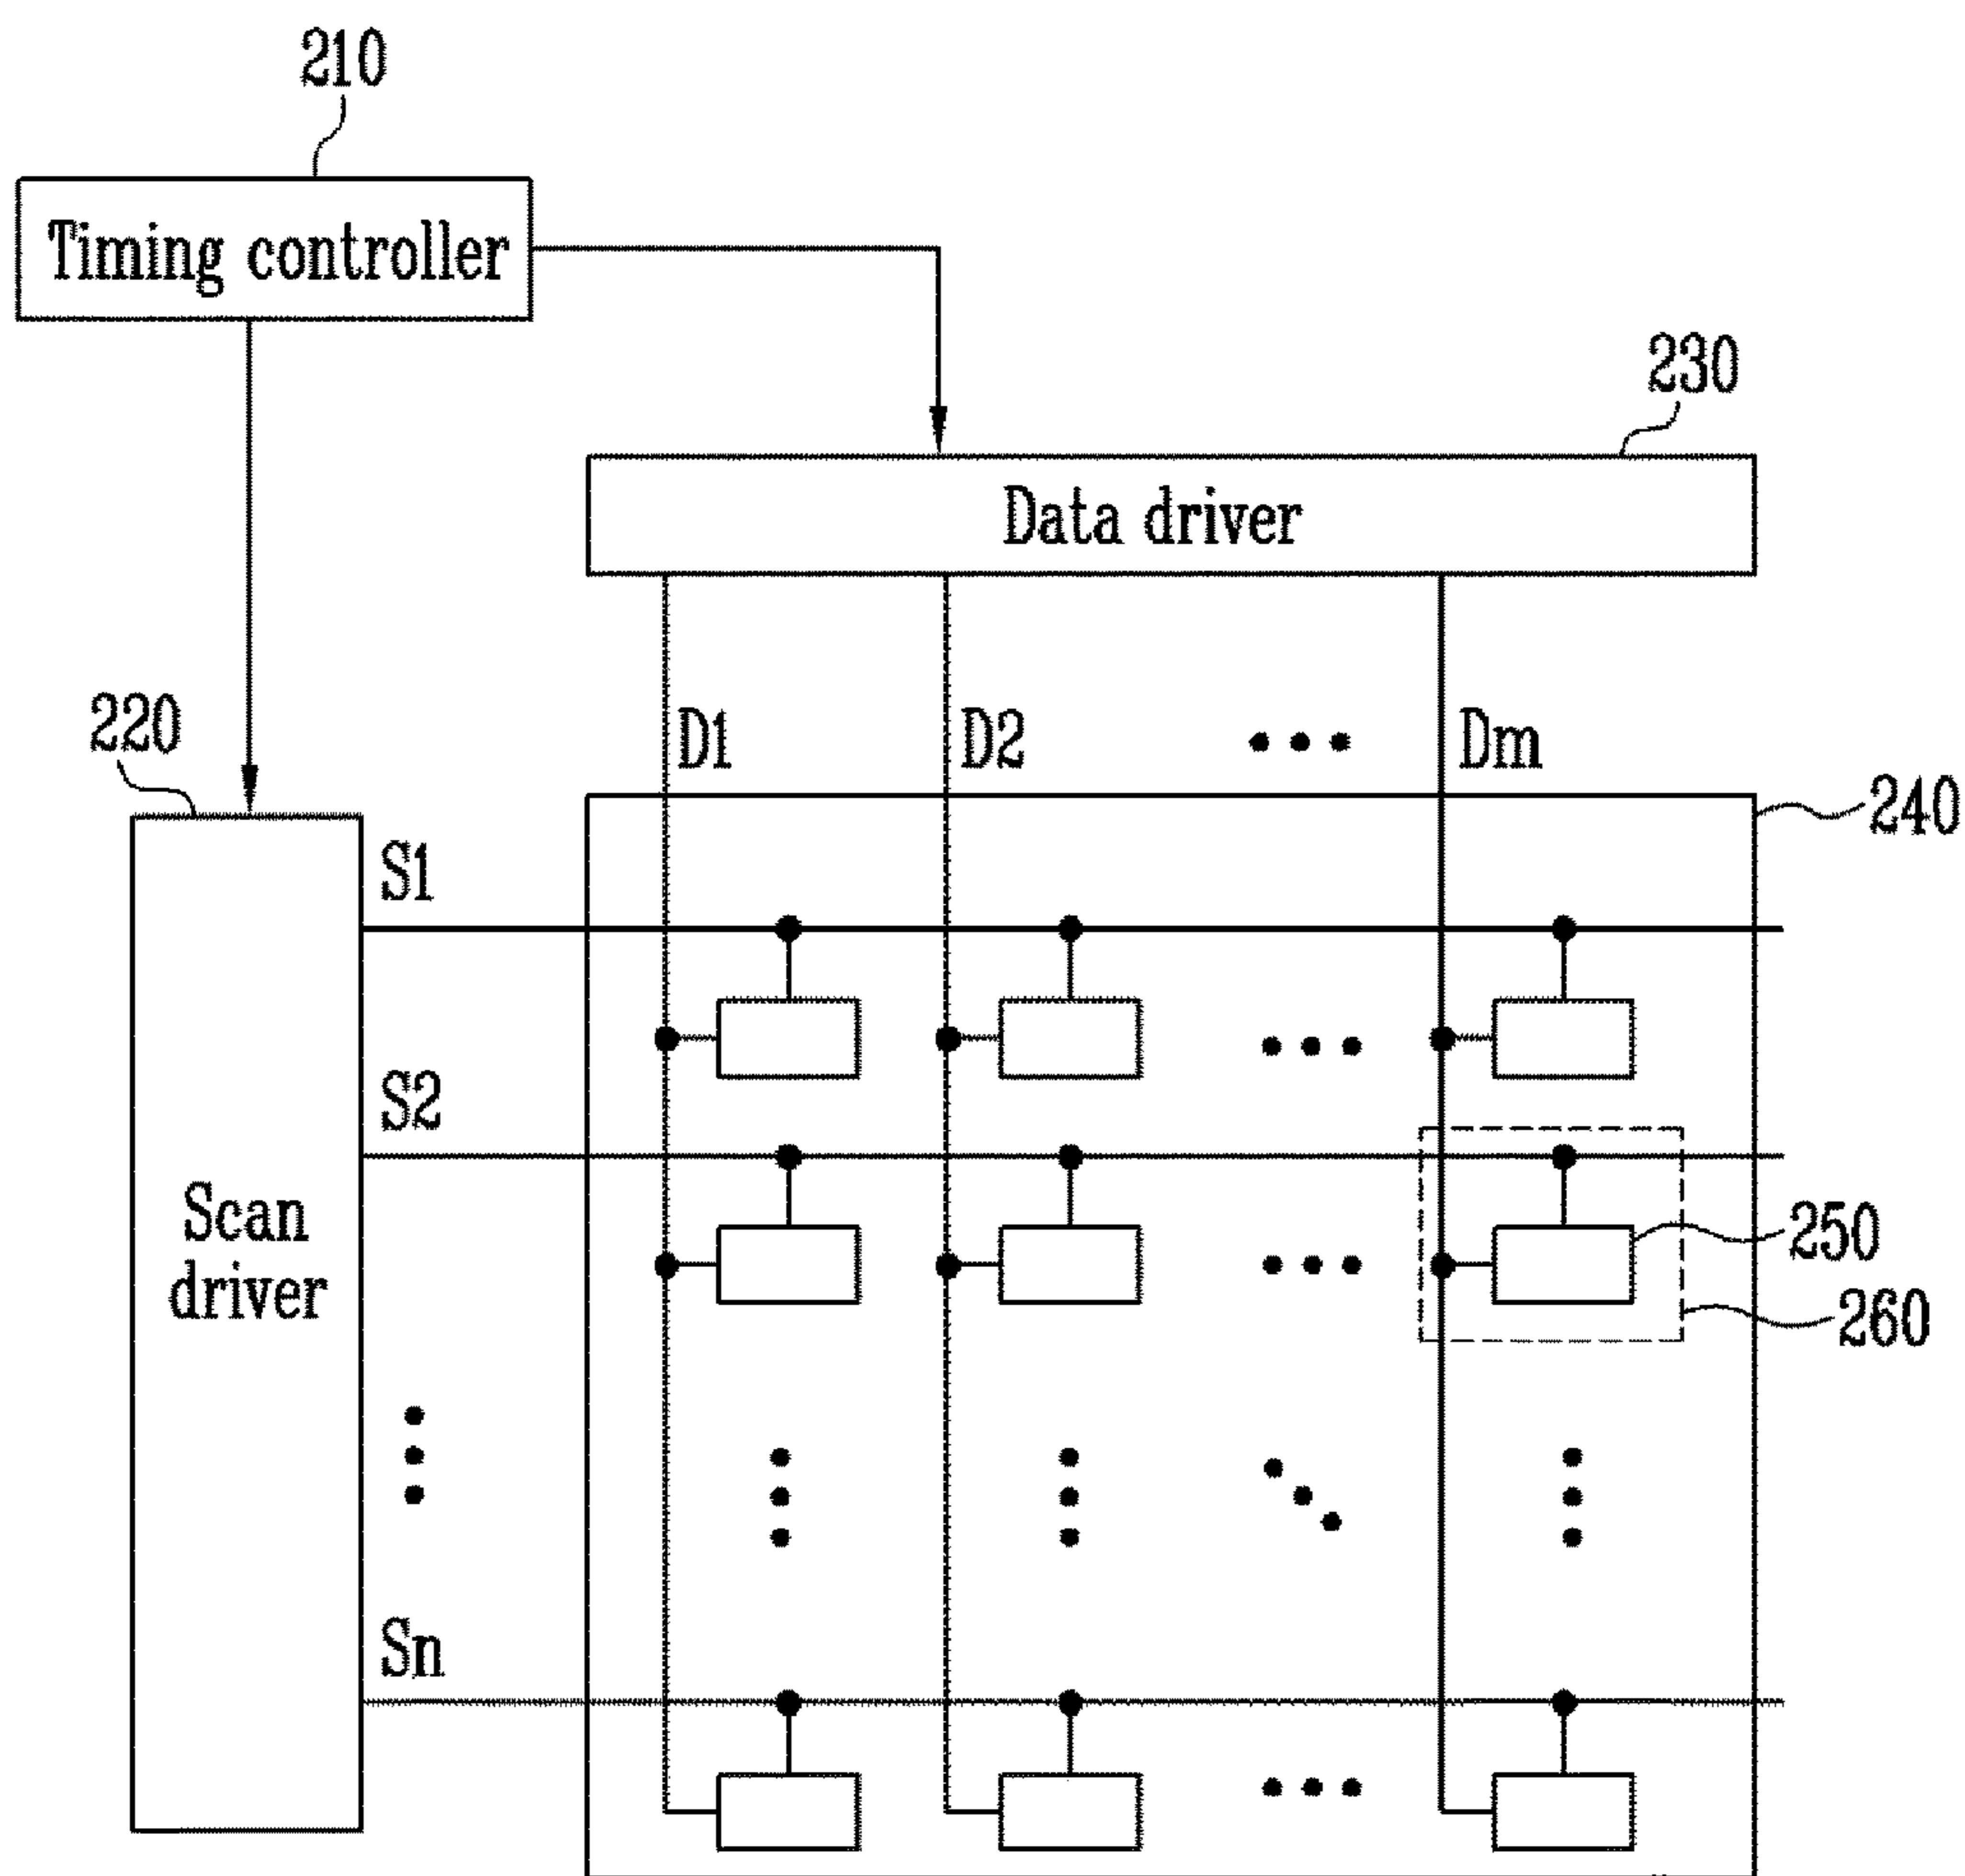 210
Timing controller
230
Data driver
220
D1
D2
Dm
240
S1
S2
Scan
driver
250
260
Sn